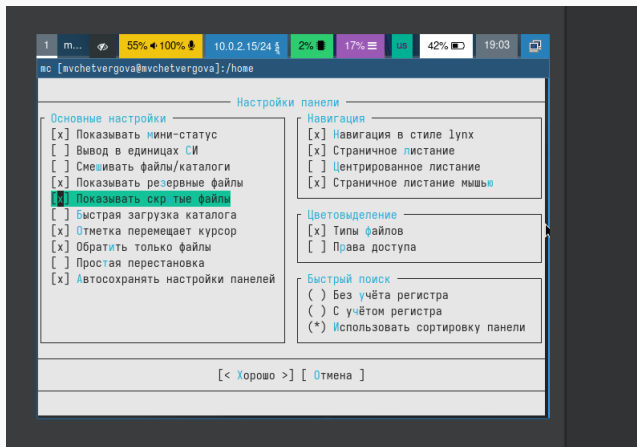 1 m... 55% 100% 10.0.2.15/24 2% 17% us 42% 19:03
mc [mvchetvergova@mvchetvergova]:/home
Настройки панели
Основные настройки
[x] Показывать мини-статус
[ ] Вывод в единицах СИ
[ ] Смешивать файлы/каталоги
[x] Показывать резервные файлы
[x] Показывать скр тые файлы
[ ] Быстрая загрузка каталога
[x] Отметка перемещает курсор
[x] Обратить только файлы
[ ] Простая перестановка
[x] Автосохранять настройки панелей
Навигация
[x] Навигация в стиле lynx
[x] Страничное листание
[ ] Центрированное листание
[x] Страничное листание мышью
Цветовыделение
[x] Типы файлов
[ ] Права доступа
Быстрый поиск
( ) Без учёта регистра
( ) С учётом регистра
(*) Использовать сортировку панели
[< Хорошо >] [ Отмена ]